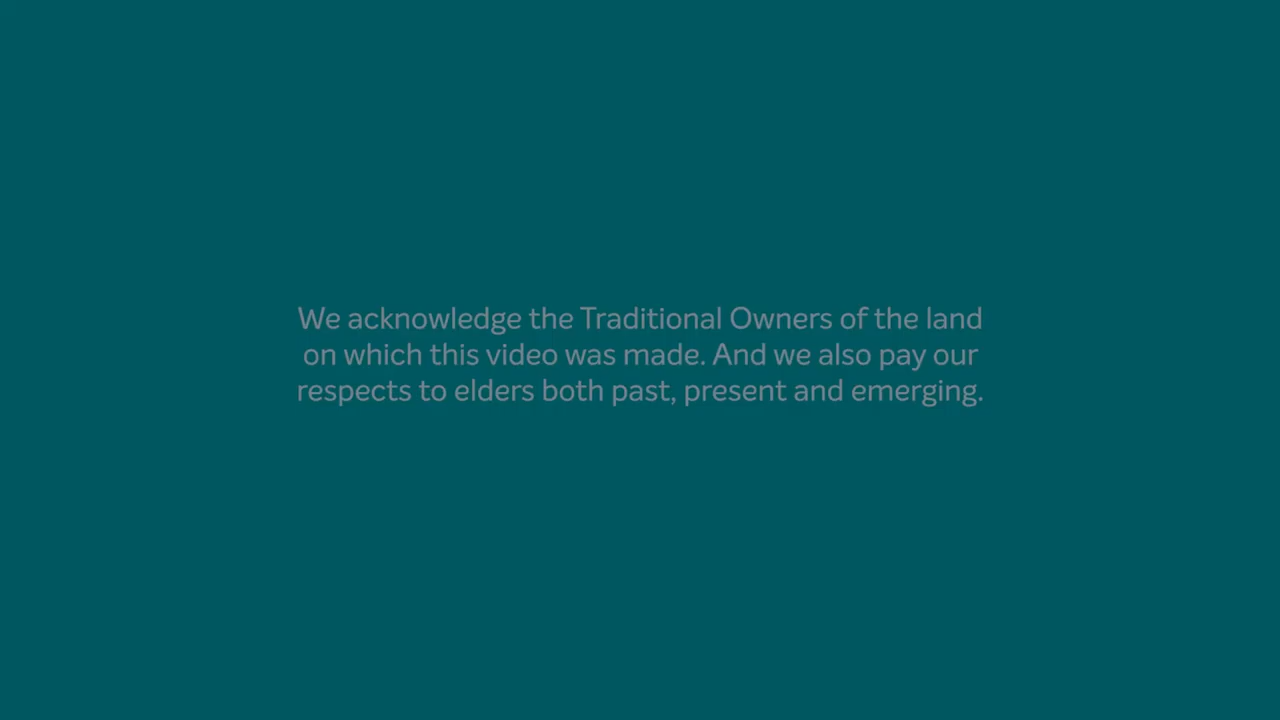 We acknowledge the Traditional Owners of the land
on which this video was made. And we also pay our
respects to elders both past, present and emerging.